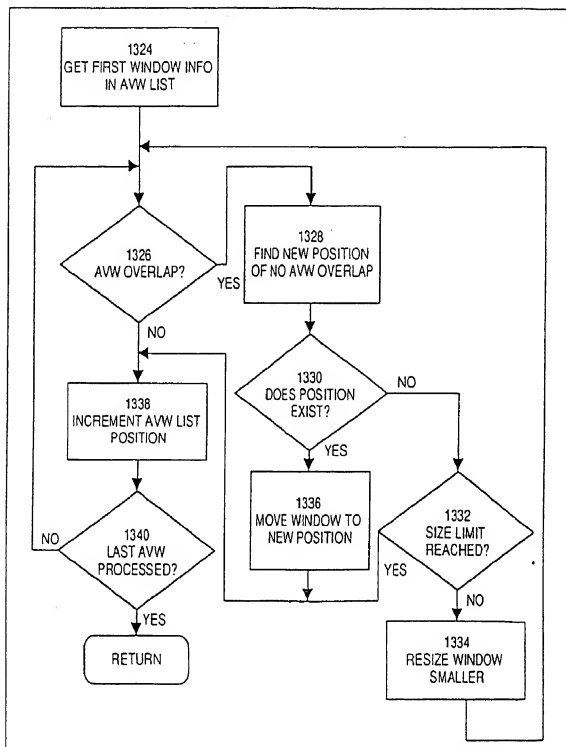 1324
GET FIRST WINDOW INFO
IN AVW LIST
1326
AVW OVERLAP?
YES
NO
1328
FIND NEW POSITION
OF NO AVW OVERLAP
1330
DOES POSITION
EXIST?
NO
YES
1338
INCREMENT AVW LIST
POSITION
1336
MOVE WINDOW TO
NEW POSITION
1332
SIZE LIMIT
REACHED?
YES
NO
1340
LAST AVW
PROCESSED?
NO
YES
RETURN
1334
RESIZE WINDOW
SMALLER